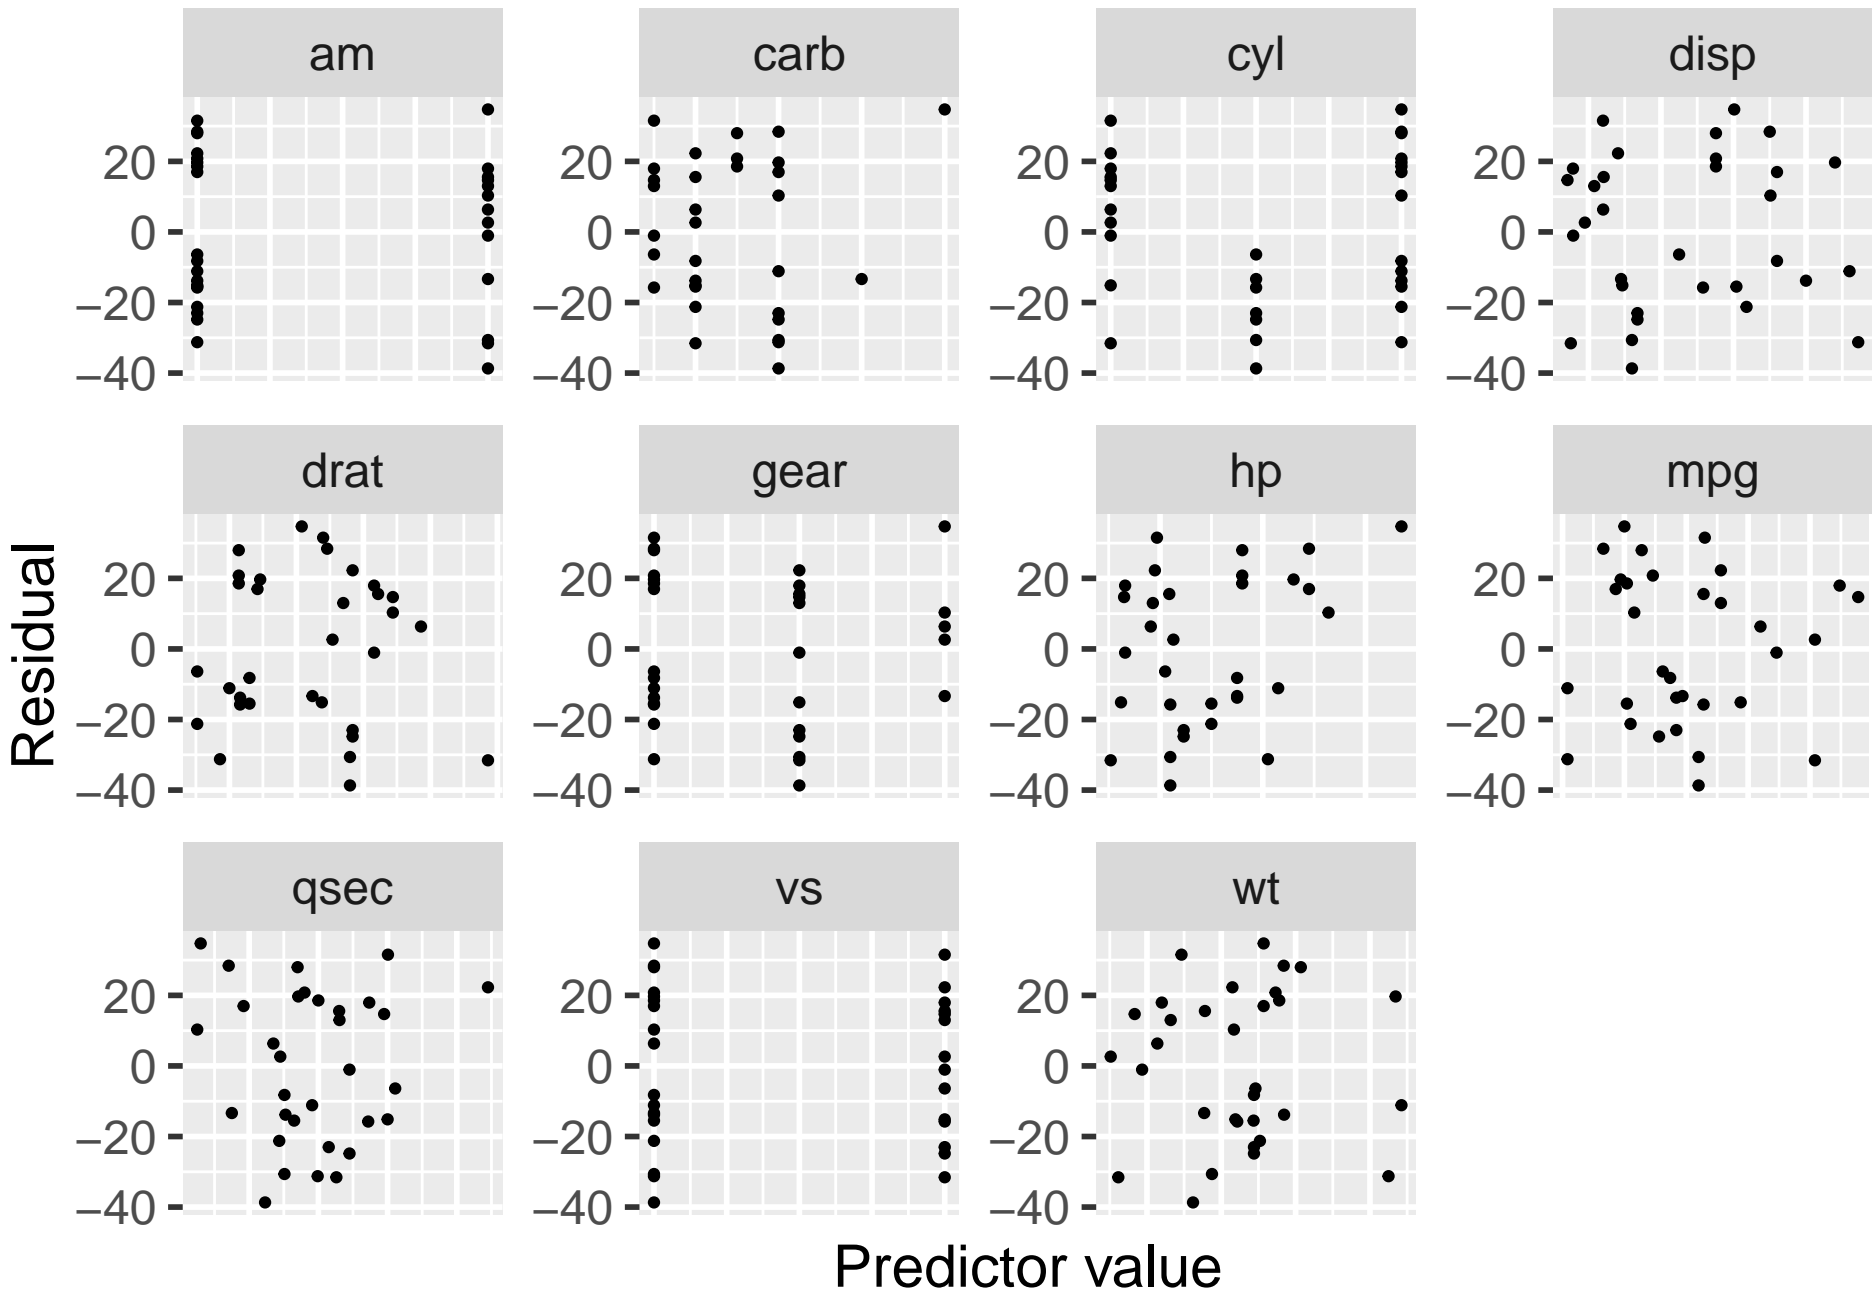 am carb cyl disp
20 20 20 20
0 0 0 0
−20 −20 −20 −20
−40 −40 −40 −40
drat gear hp mpg
20 20 20 20
0 0 0 0
−20 −20 −20 −20
−40 −40 −40 −40
Residual
qsec vs wt
20 20 20
0 0 0
−20 −20 −20
−40 −40 −40
Predictor value